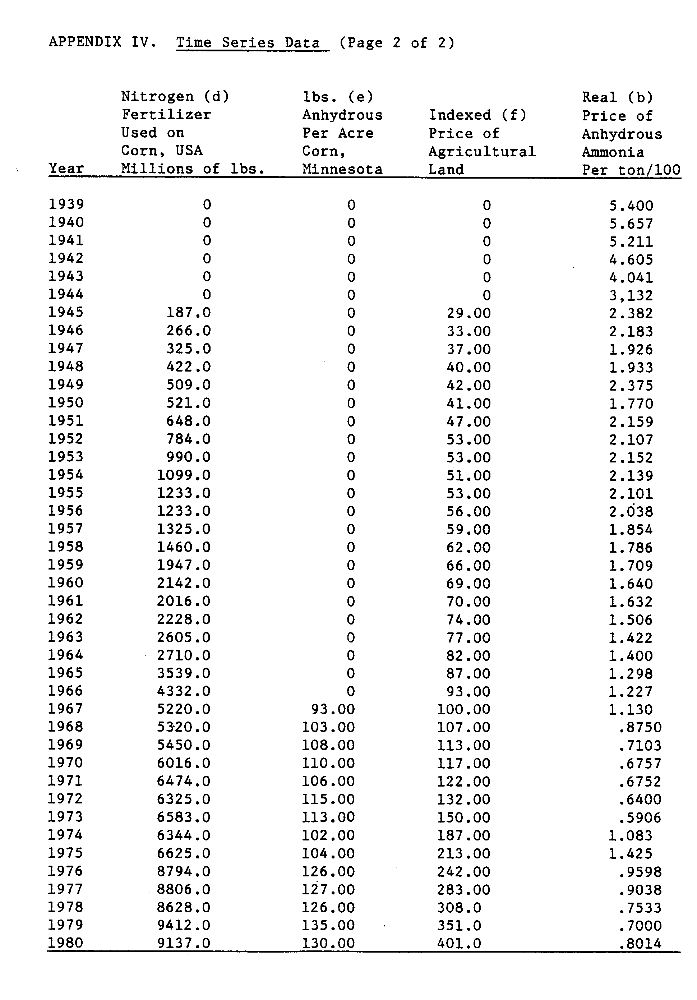 APPENDIX IV. Time Series Data (Page 2 of 2)
Nitrogen (d) lbs. (e) Real (b)
Fertilizer Anhydrous Indexed (f) Price of
Used on Per Acre Price of Anhydrous
Corn, USA Corn, Agricultural Ammonia
Year Millions of lbs. Minnesota Land Per ton/100
1939 0 0 0 5.400
1940 0 0 0 5.657
1941 0 0 0 5.211
1942 0 0 0 4.605
1943 0 0 0 4.041
1944 0 0 0 3,132
1945 187.0 0 29.00 2.382
1946 266.0 0 33.00 2.183
1947 325.0 0 37.00 1.926
1948 422.0 0 40.00 1.933
1949 509.0 0 42.00 2.375
1950 521.0 0 41.00 1.770
1951 648.0 0 47.00 2.159
1952 784.0 0 53.00 2.107
1953 990.0 0 53.00 2.152
1954 1099.0 0 51.00 2.139
1955 1233.0 0 53.00 2.101
1956 1233.0 0 56.00 2.038
1957 1325.0 0 59.00 1.854
1958 1460.0 0 62.00 1.786
1959 1947.0 0 66.00 1.709
1960 2142.0 0 69.00 1.640
1961 2016.0 0 70.00 1.632
1962 2228.0 0 74.00 1.506
1963 2605.0 0 77.00 1.422
1964 2710.0 0 82.00 1.400
1965 3539.0 0 87.00 1.298
1966 4332.0 0 93.00 1.227
1967 5220.0 93.00 100.00 1.130
1968 5320.0 103.00 107.00 .8750
1969 5450.0 108.00 113.00 .7103
1970 6016.0 110.00 117.00 .6757
1971 6474.0 106.00 122.00 .6752
1972 6325.0 115.00 132.00 .6400
1973 6583.0 113.00 150.00 .5906
1974 6344.0 102.00 187.00 1.083
1975 6625.0 104.00 213.00 1.425
1976 8794.0 126.00 242.00 .9598
1977 8806.0 127.00 283.00 .9038
1978 8628.0 126.00 308.0 .7533
1979 9412.0 135.00 351.0 .7000
1980 9137.0 130.00 401.0 .8014